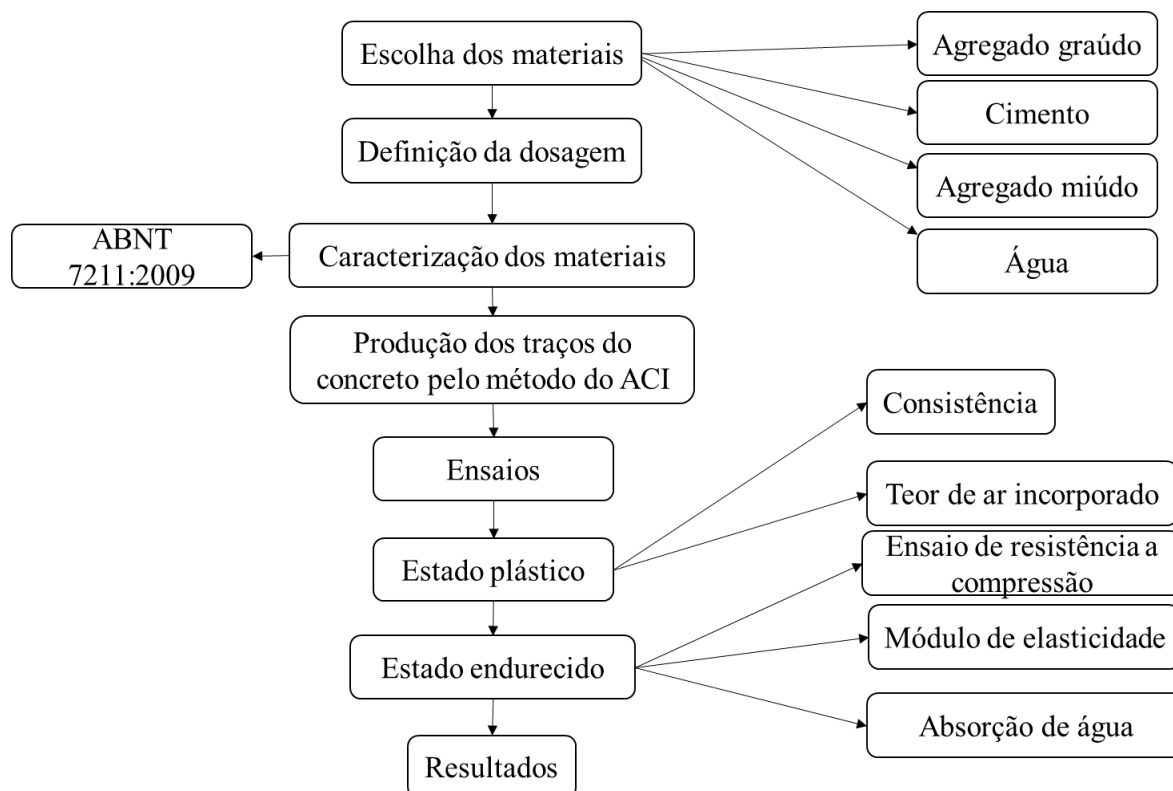 Escolha dos materiais
Agregado graúdo
Cimento
Agregado miúdo
Água
Definição da dosagem
Caracterização dos materiais
ABNT
7211:2009
Produção dos traços do
concreto pelo método do ACI
Ensaios
Estado plástico
Consistência
Teor de ar incorporado
Estado endurecido
Ensaio de resistência a
compressão
Módulo de elasticidade
Absorção de água
Resultados